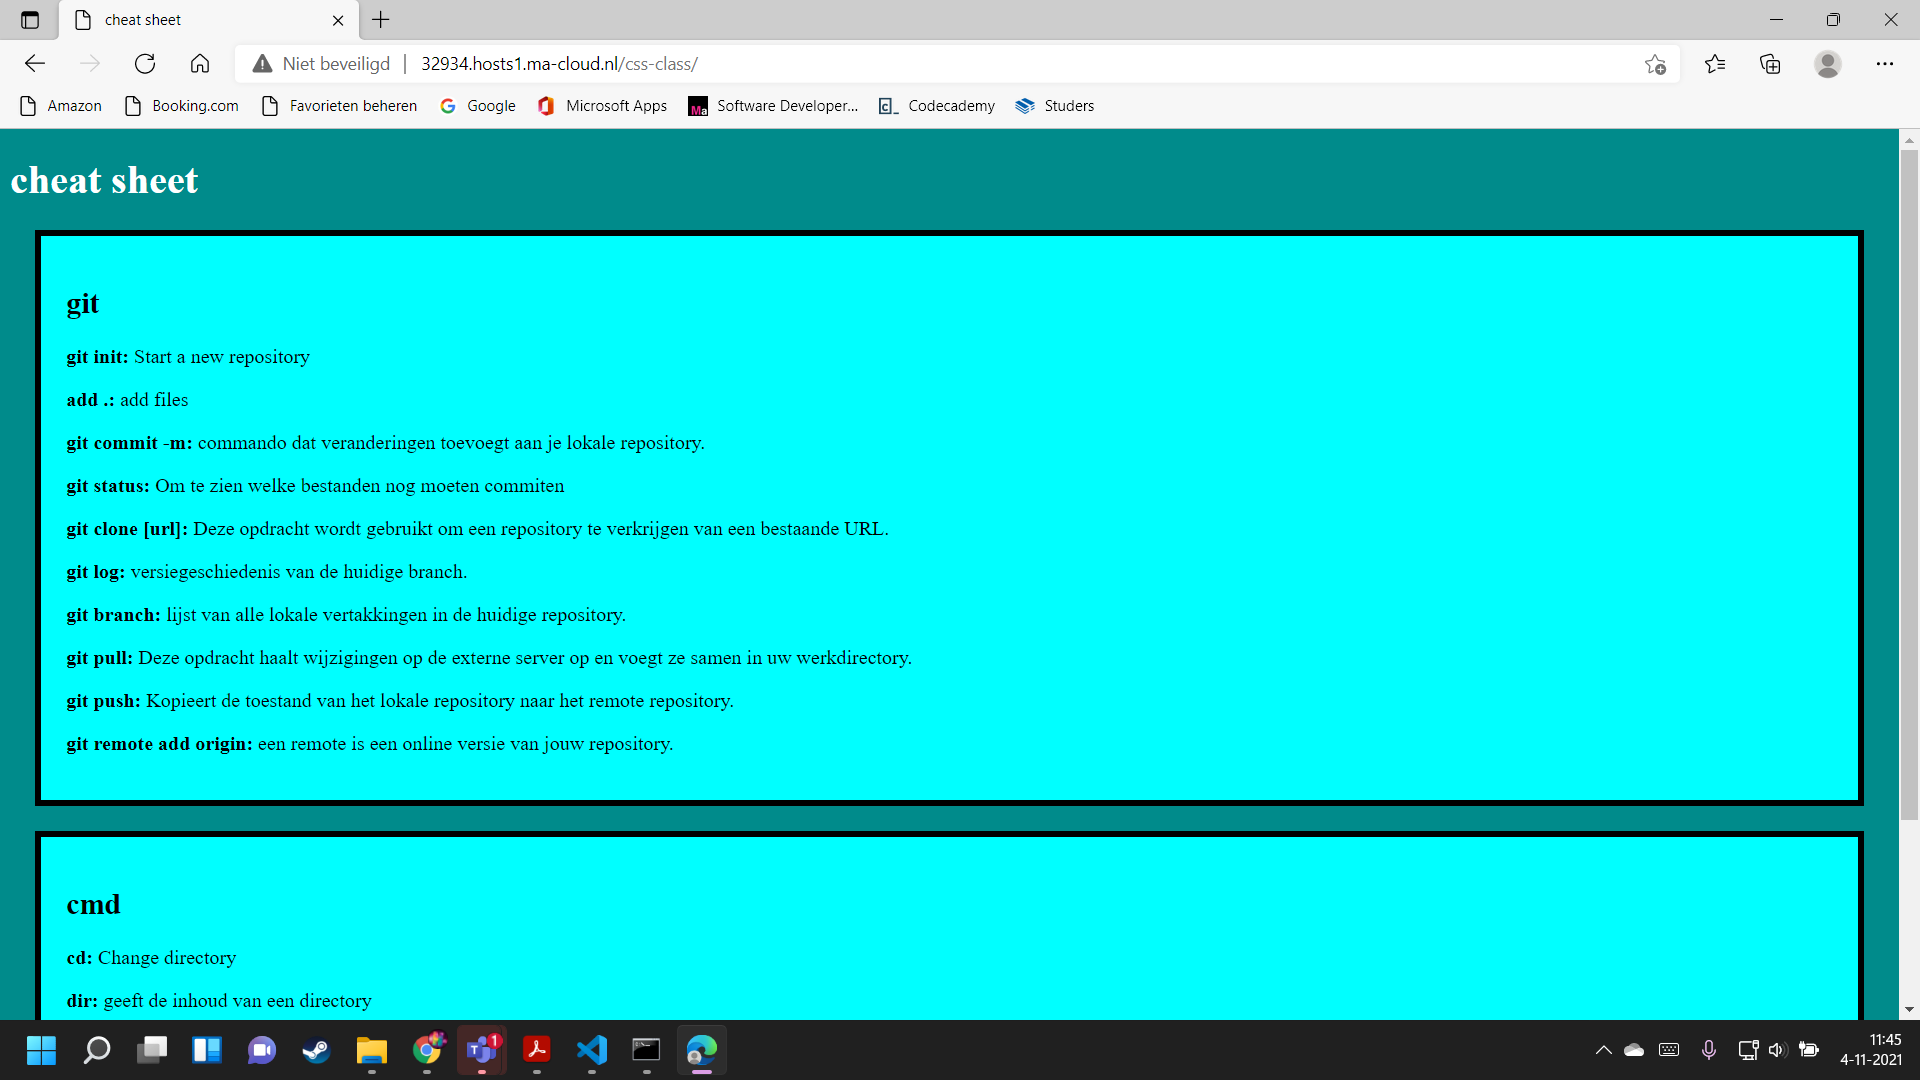 cheat sheet
Niet beveiligd | 32934.hosts1.ma-cloud.nl/css-class/
Amazon Booking.com Favorieten beheren Google Microsoft Apps Ma Software Developer... Codecademy Studers
cheat sheet
git
git init: Start a new repository
add .: add files
git commit -m: commando dat veranderingen toevoegt aan je lokale repository.
git status: Om te zien welke bestanden nog moeten commiten
git clone [url]: Deze opdracht wordt gebruikt om een repository te verkrijgen van een bestaande URL.
git log: versiegeschiedenis van de huidige branch.
git branch: lijst van alle lokale vertakkingen in de huidige repository.
git pull: Deze opdracht haalt wijzigingen op de externe server op en voegt ze samen in uw werkdirectory.
git push: Kopieert de toestand van het lokale repository naar het remote repository.
git remote add origin: een remote is een online versie van jouw repository.
cmd
cd: Change directory
dir: geeft de inhoud van een directory
1
11:45
4-11-2021